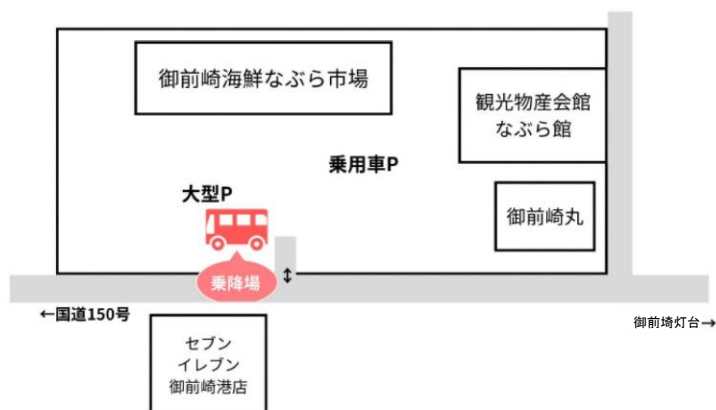 御前崎海鮮なぶら市場
観光物産会館
なぶら館
乗用車P
大型P
御前崎丸
乗降場
←国道150号
御前埼灯台→
セブン
イレブン
御前崎港店